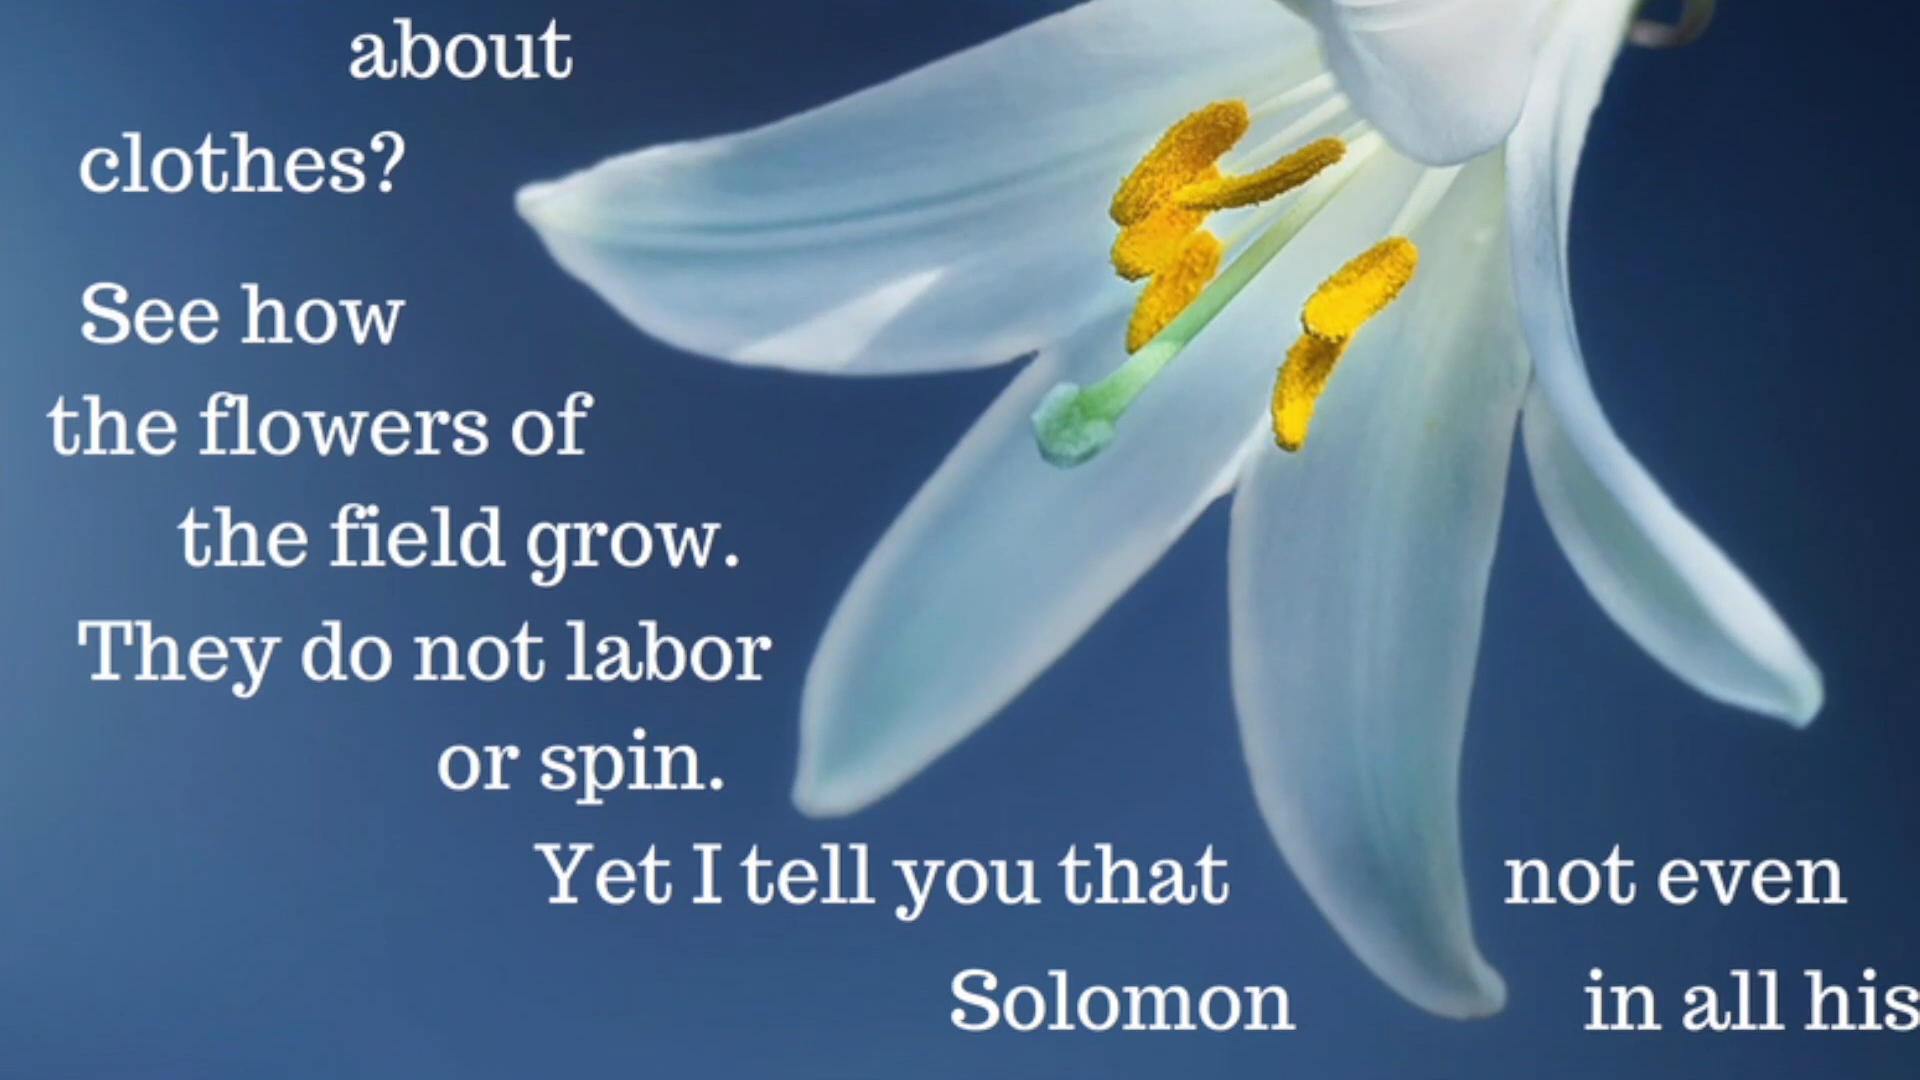 about
clothes?
See how
the flowers of
the field grow.
They do not labor
or spin.
Yet I tell you that not even
Solomon in all his